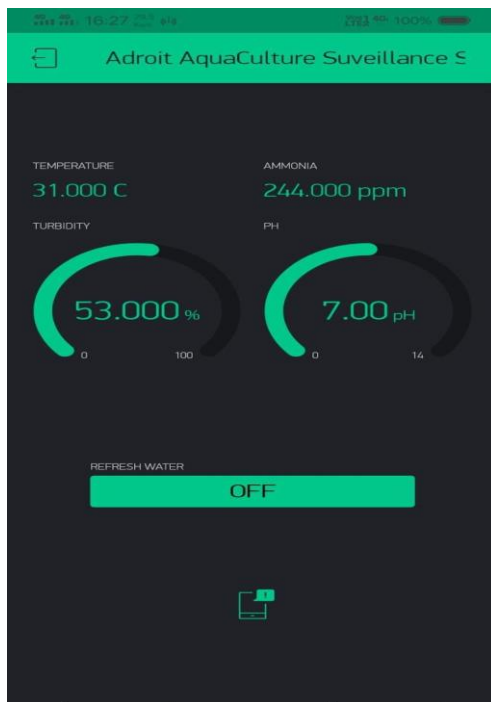 16:27 100%
Adroit AquaCulture Suveillance S
TEMPERATURE AMMONIA
31.000 C 244.000 ppm
TURBIDITY PH
53.000 % 7.00 pH
0 100 0 14
REFRESH WATER
OFF